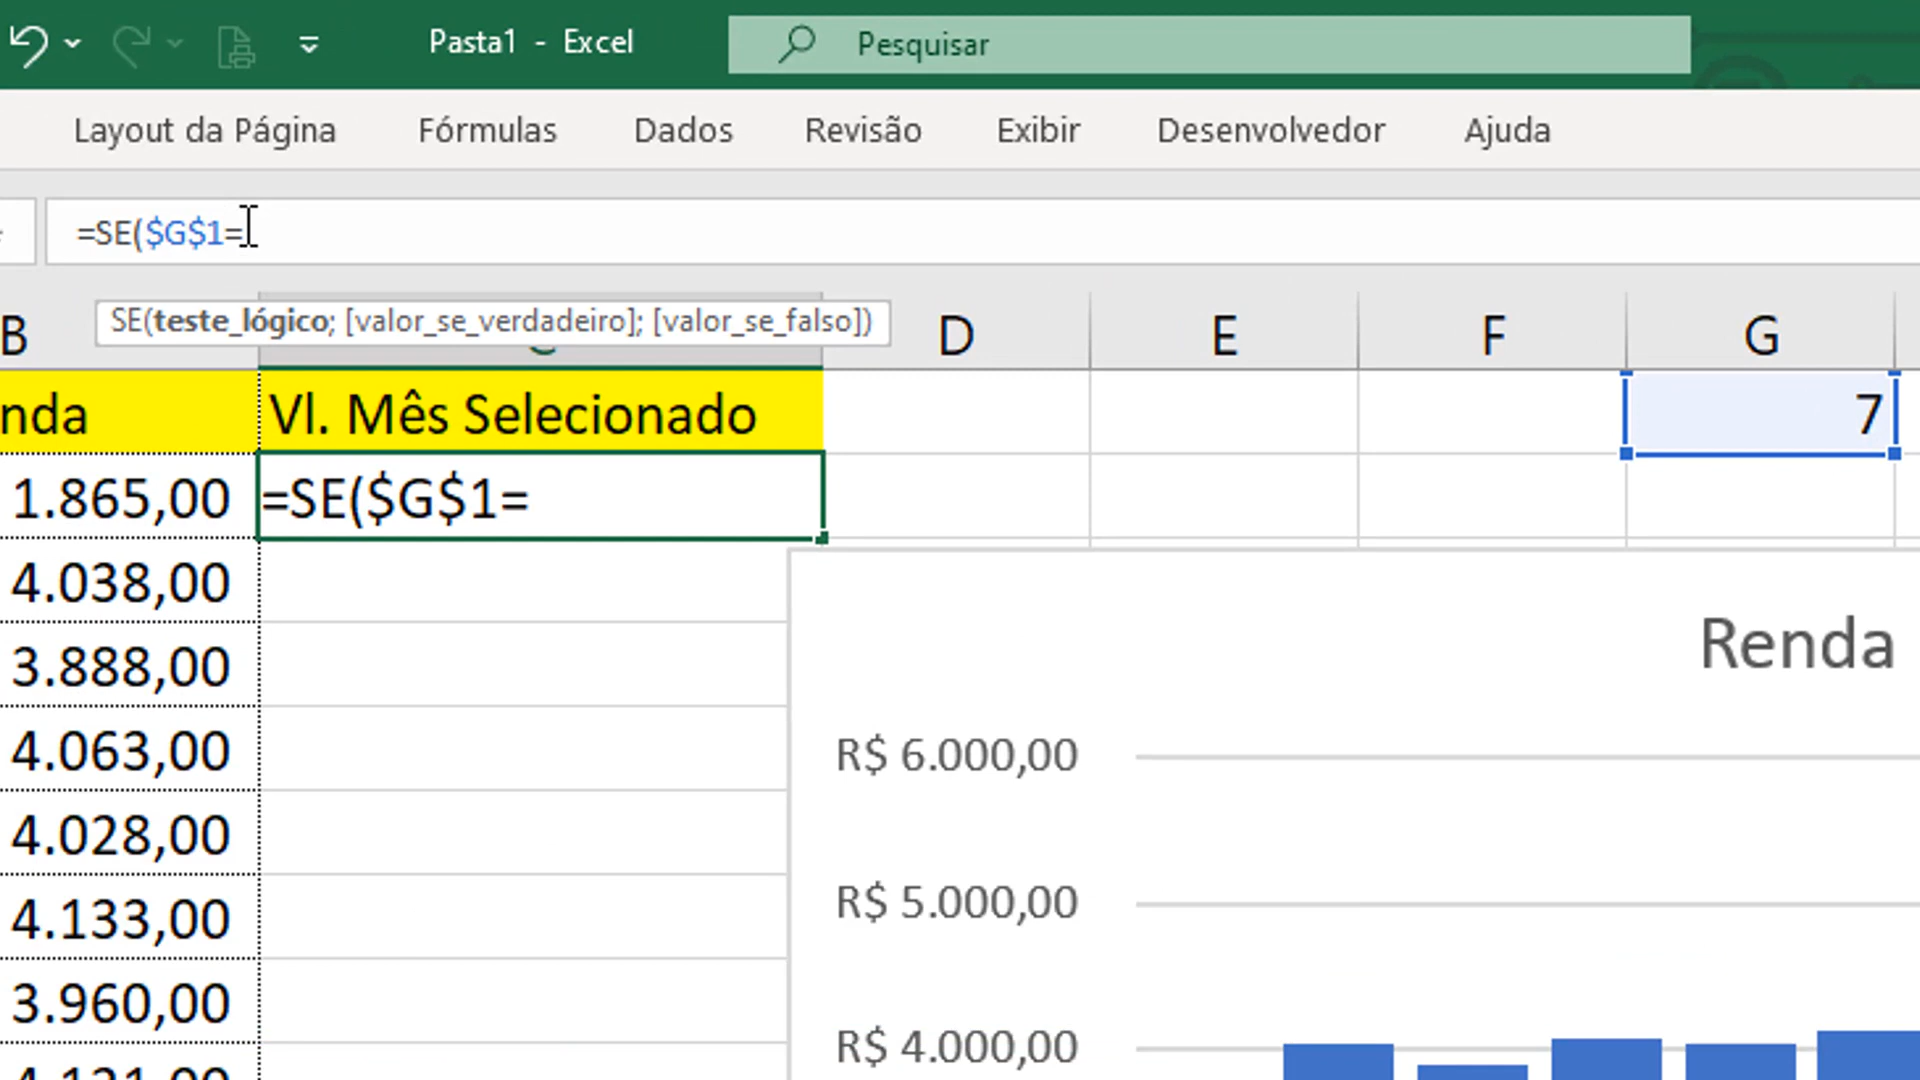 Pasta1 - Excel
Pesquisar
Layout da Página Fórmulas Dados Revisão Exibir Desenvolvedor Ajuda
=SE($G$1=
SE(teste_lógico; [valor_se_verdadeiro]; [valor_se_falso])
B D E F G
nda Vl. Mês Selecionado 7
1.865,00 =SE($G$1=
4.038,00
3.888,00
Renda
4.063,00
R$ 6.000,00
4.028,00
4.133,00
R$ 5.000,00
3.960,00
R$ 4.000,00